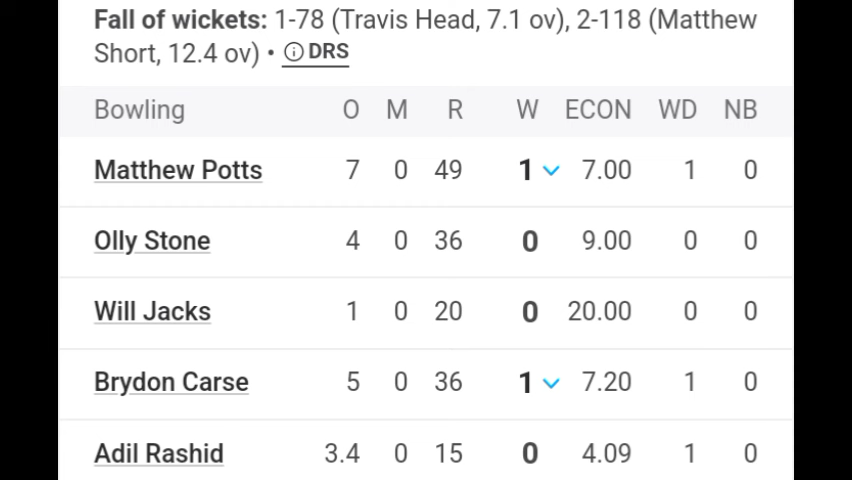 Fall of wickets: 1-78 (Travis Head, 7.1 ov), 2-118 (Matthew
Short, 12.4 ov) • ⓘ DRS
Bowling O M R W ECON WD NB
Matthew Potts 7 0 49 1 7.00 1 0
Olly Stone 4 0 36 0 9.00 0 0
Will Jacks 1 0 20 0 20.00 0 0
Brydon Carse 5 0 36 1 7.20 1 0
Adil Rashid 3.4 0 15 0 4.09 1 0